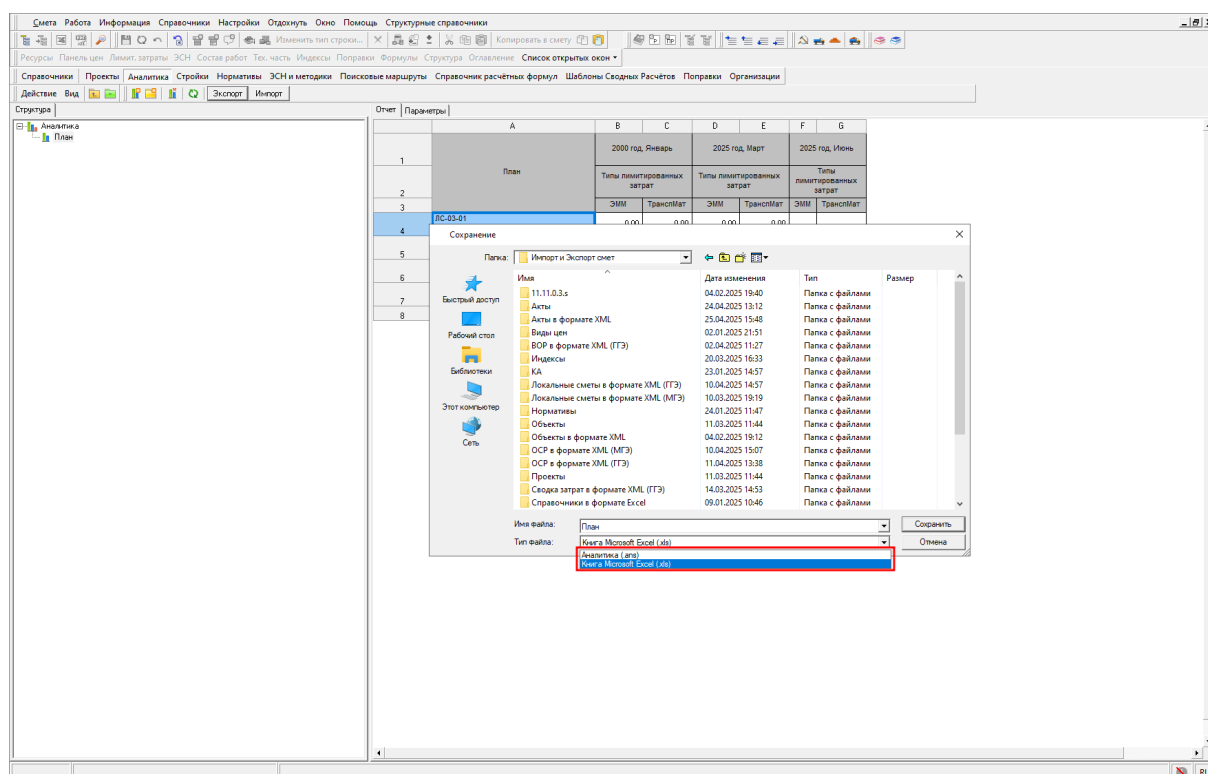 Смета Работа Информация Справочники Настройки Отдохнуть Окно Помощь Структурные справочники
Изменить тип строки... Копировать в смету
Ресурсы Панель цен Лимит. затраты ЭСН Состав работ Тех. часть Индексы Поправки Формулы Структура Оглавление Список открытых окон
Справочники Проекты Аналитика Стройки Нормативы ЭСН и методики Поисковые маршруты Справочник расчётных формул Шаблоны Сводных Расчётов Поправки Организации
Действие Вид Экспорт Импорт
Структура Отчет Параметры
Аналитика
План
A B C D E F G
1 План 2000 год, Январь 2025 год, Март 2025 год, Июнь
2 Типы лимитированных затрат Типы лимитированных затрат Типы лимитированных затрат
3 ЭММ ТранспМат ЭММ ТранспМат ЭММ ТранспМат
4 ЛС-03-01 0.00 0.00 0.00 0.00
5
6
7
8
Сохранение
Папка: Импорт и Экспорт смет
Быстрый доступ
Рабочий стол
Библиотеки
Этот компьютер
Сеть
Имя Дата изменения Тип Размер
11.11.0.3.s 04.02.2025 19:40 Папка с файлами
Акты 24.04.2025 13:12 Папка с файлами
Акты в формате XML 25.04.2025 15:48 Папка с файлами
Виды цен 02.01.2025 21:51 Папка с файлами
ВОР в формате XML (ГГЭ) 02.04.2025 11:27 Папка с файлами
Индексы 20.03.2025 16:33 Папка с файлами
КА 23.01.2025 14:57 Папка с файлами
Локальные сметы в формате XML (ГГЭ) 10.04.2025 14:57 Папка с файлами
Локальные сметы в формате XML (МГЭ) 10.03.2025 19:19 Папка с файлами
Нормативы 24.01.2025 11:47 Папка с файлами
Объекты 11.03.2025 11:44 Папка с файлами
Объекты в формате XML 04.02.2025 19:12 Папка с файлами
ОСР в формате XML (МГЭ) 10.04.2025 15:07 Папка с файлами
ОСР в формате XML (ГГЭ) 11.04.2025 13:38 Папка с файлами
Проекты 11.03.2025 11:44 Папка с файлами
Сводка затрат в формате XML (ГГЭ) 14.03.2025 14:53 Папка с файлами
Справочники в формате Excel 09.01.2025 10:46 Папка с файлами
Имя файла: План Сохранить
Тип файла: Книга Microsoft Excel (.xls) Отмена
Аналитика (.ans)
Книга Microsoft Excel (.xls)